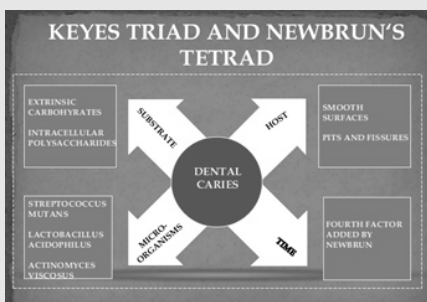 KEYES TRIAD AND NEWBRUN'S
TETRAD
EXTRINSIC
CARBOHYRATES
INTRACELLULAR
POLYSACCHARIDES
SUBSTRATE
HOST
SMOOTH
SURFACES
PITS AND FISSURES
DENTAL
CARIES
STREPTOCOCCUS
MUTANS
LACTOBACILLUS
ACIDOPHILUS
ACTINOMYCES
VISCOSUS
MICRO-
ORGANISMS
TIME
FOURTH FACTOR
ADDED BY
NEWBRUN